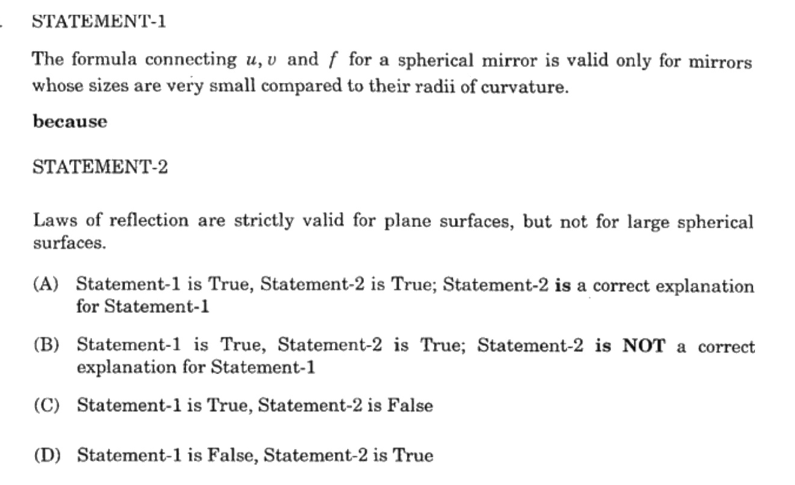 STATEMENT-1
The formula connecting u, v and f for a spherical mirror is valid only for mirrors
whose sizes are very small compared to their radii of curvature.
because
STATEMENT-2
Laws of reflection are strictly valid for plane surfaces, but not for large spherical
surfaces.
(A) Statement-1 is True, Statement-2 is True; Statement-2 is a correct explanation
for Statement-1
(B) Statement-1 is True, Statement-2 is True; Statement-2 is NOT a correct
explanation for Statement-1
(C) Statement-1 is True, Statement-2 is False
(D) Statement-1 is False, Statement-2 is True